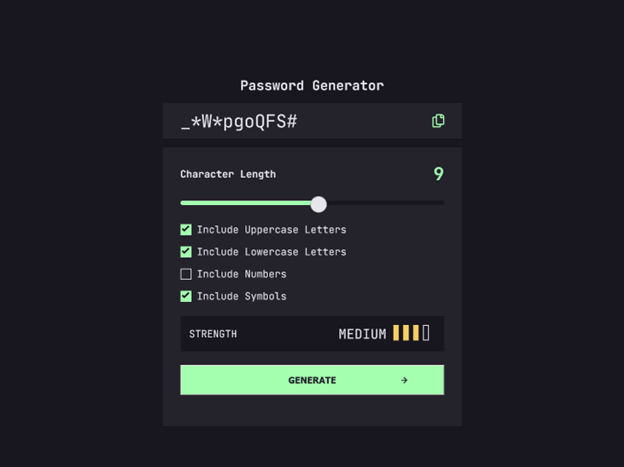 Password Generator
_*W*pgoQFS#
Character Length 9
Include Uppercase Letters
Include Lowercase Letters
Include Numbers
Include Symbols
STRENGTH MEDIUM
GENERATE →